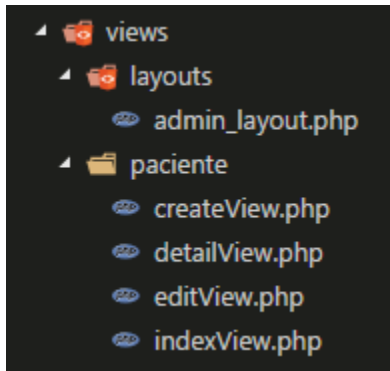 views
layouts
admin_layout.php
paciente
createView.php
detailView.php
editView.php
indexView.php